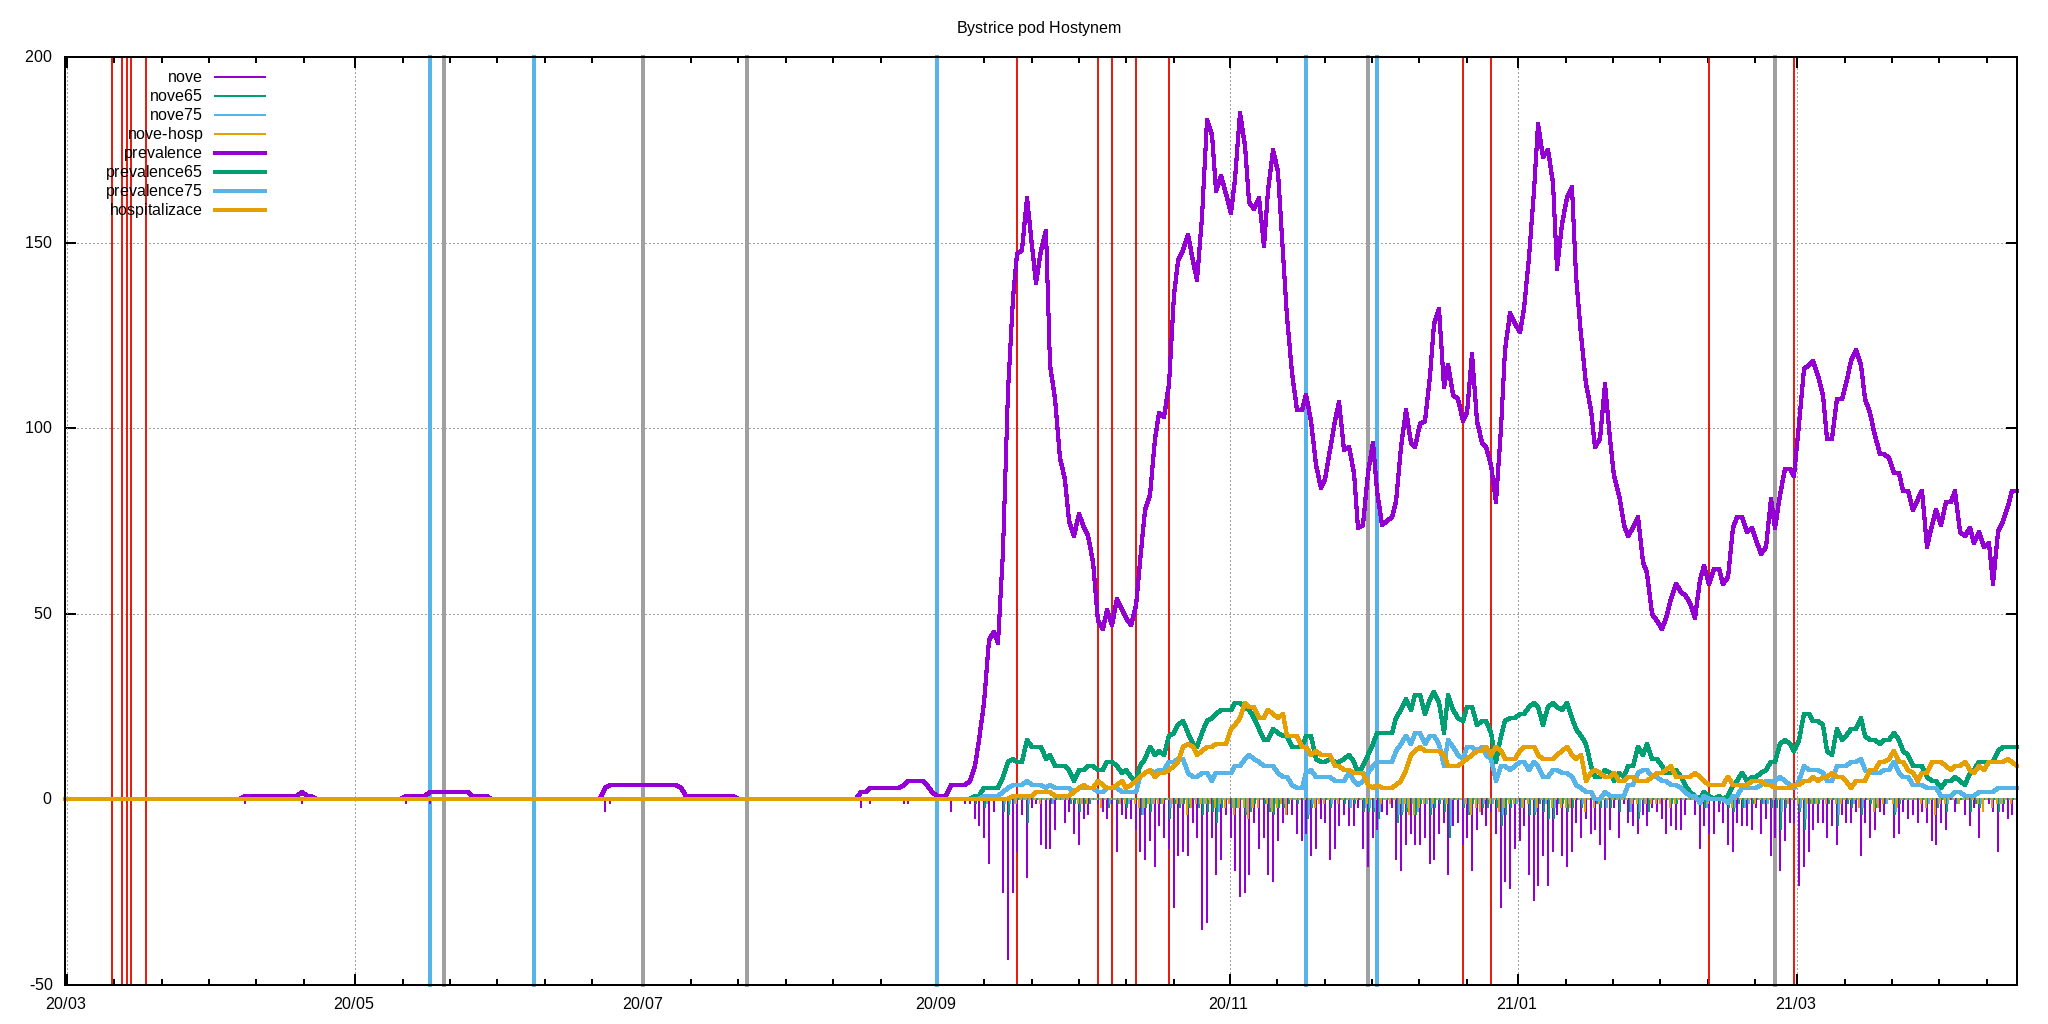 Bystrice pod Hostynem
200
150
100
50
0
-50
nove
nove65
nove75
nove-hosp
prevalence
prevalence65
prevalence75
hospitalizace
20/03 20/05 20/07 20/09 20/11 21/01 21/03